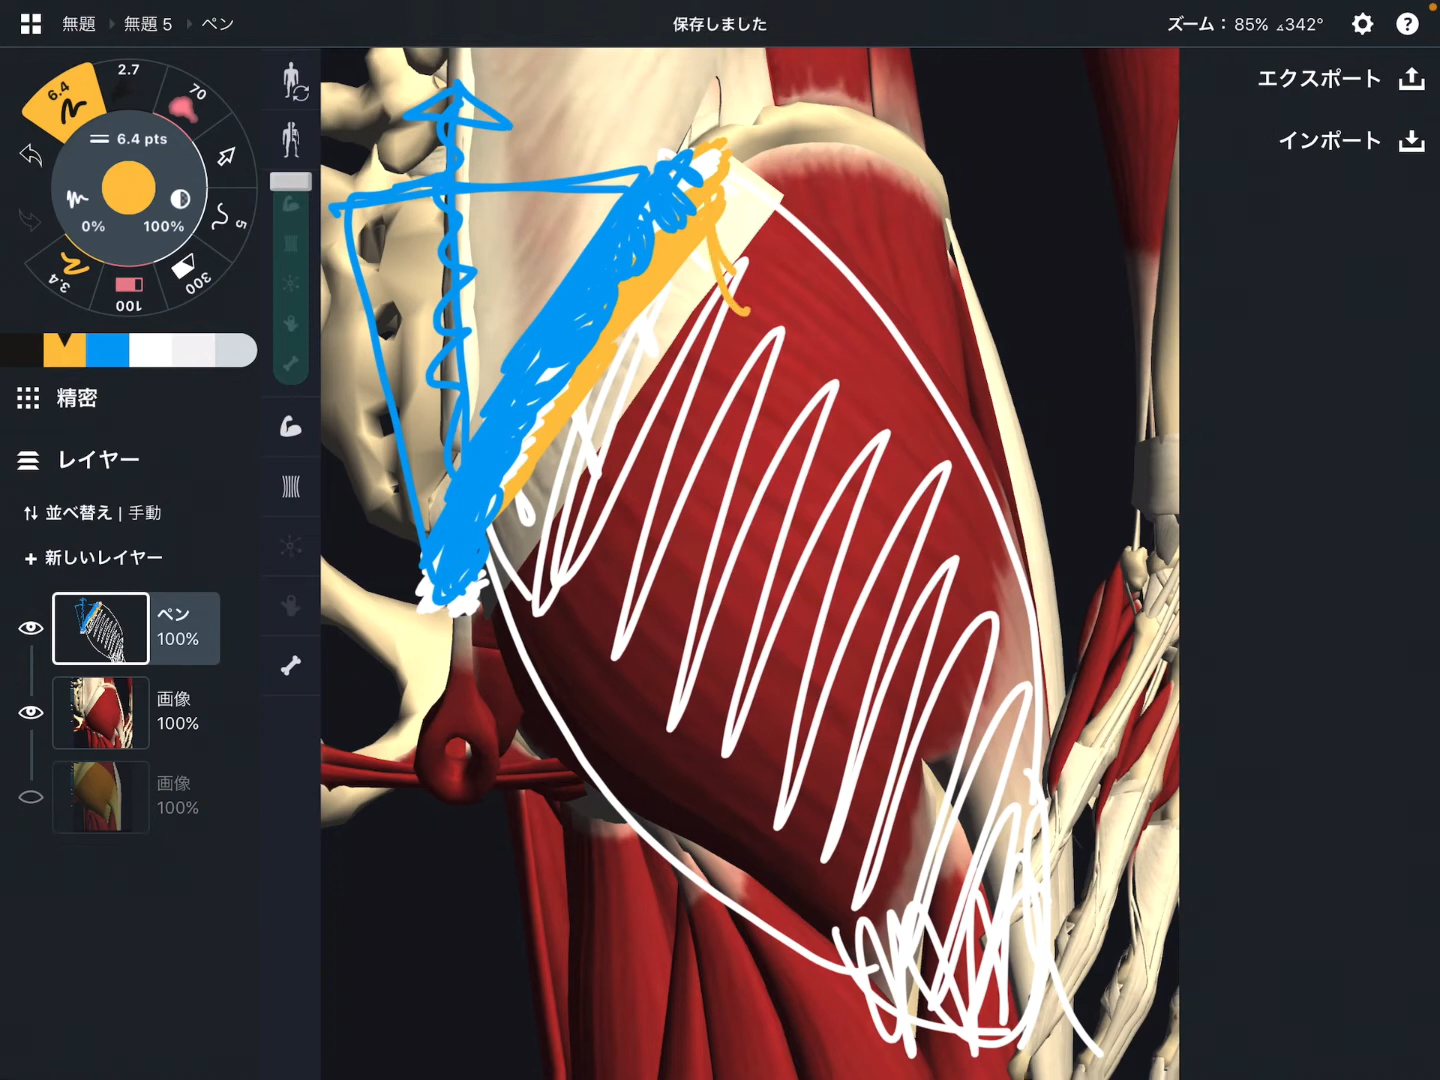 無題 無題 5 ペン
保存しました
ズーム： 85% ⊿342°
エクスポート
インポート
6.4
2.7
70
6.4 pts
0%
100%
5
3.4
100
300
精密
レイヤー
並べ替え | 手動
+ 新しいレイヤー
ペン
100%
画像
100%
画像
100%